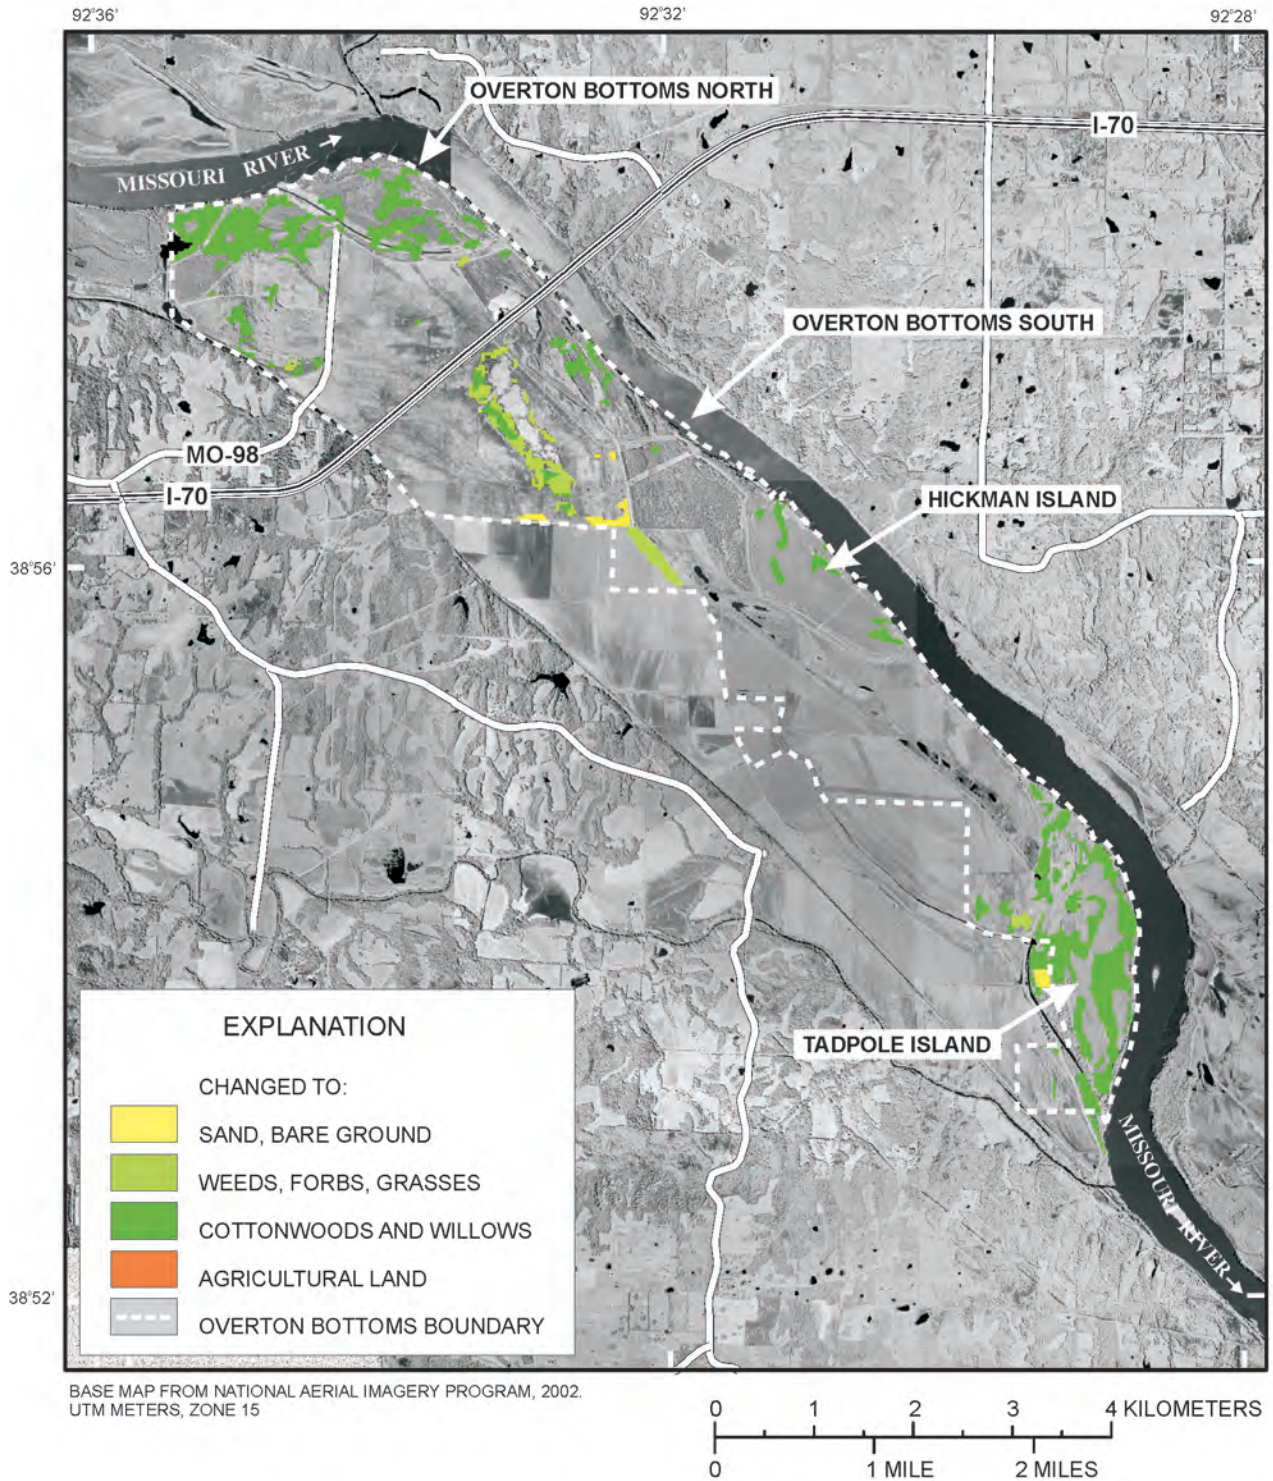 92°36'
92°32'
92°28'
OVERTON BOTTOMS NORTH
I-70
MISSOURI RIVER
OVERTON BOTTOMS SOUTH
MO-98
I-70
HICKMAN ISLAND
38°56'
TADPOLE ISLAND
MISSOURI RIVER
38°52'
EXPLANATION
CHANGED TO:
SAND, BARE GROUND
WEEDS, FORBS, GRASSES
COTTONWOODS AND WILLOWS
AGRICULTURAL LAND
OVERTON BOTTOMS BOUNDARY
BASE MAP FROM NATIONAL AERIAL IMAGERY PROGRAM, 2002.
UTM METERS, ZONE 15
0 1 2 3 4 KILOMETERS
0 1 MILE 2 MILES